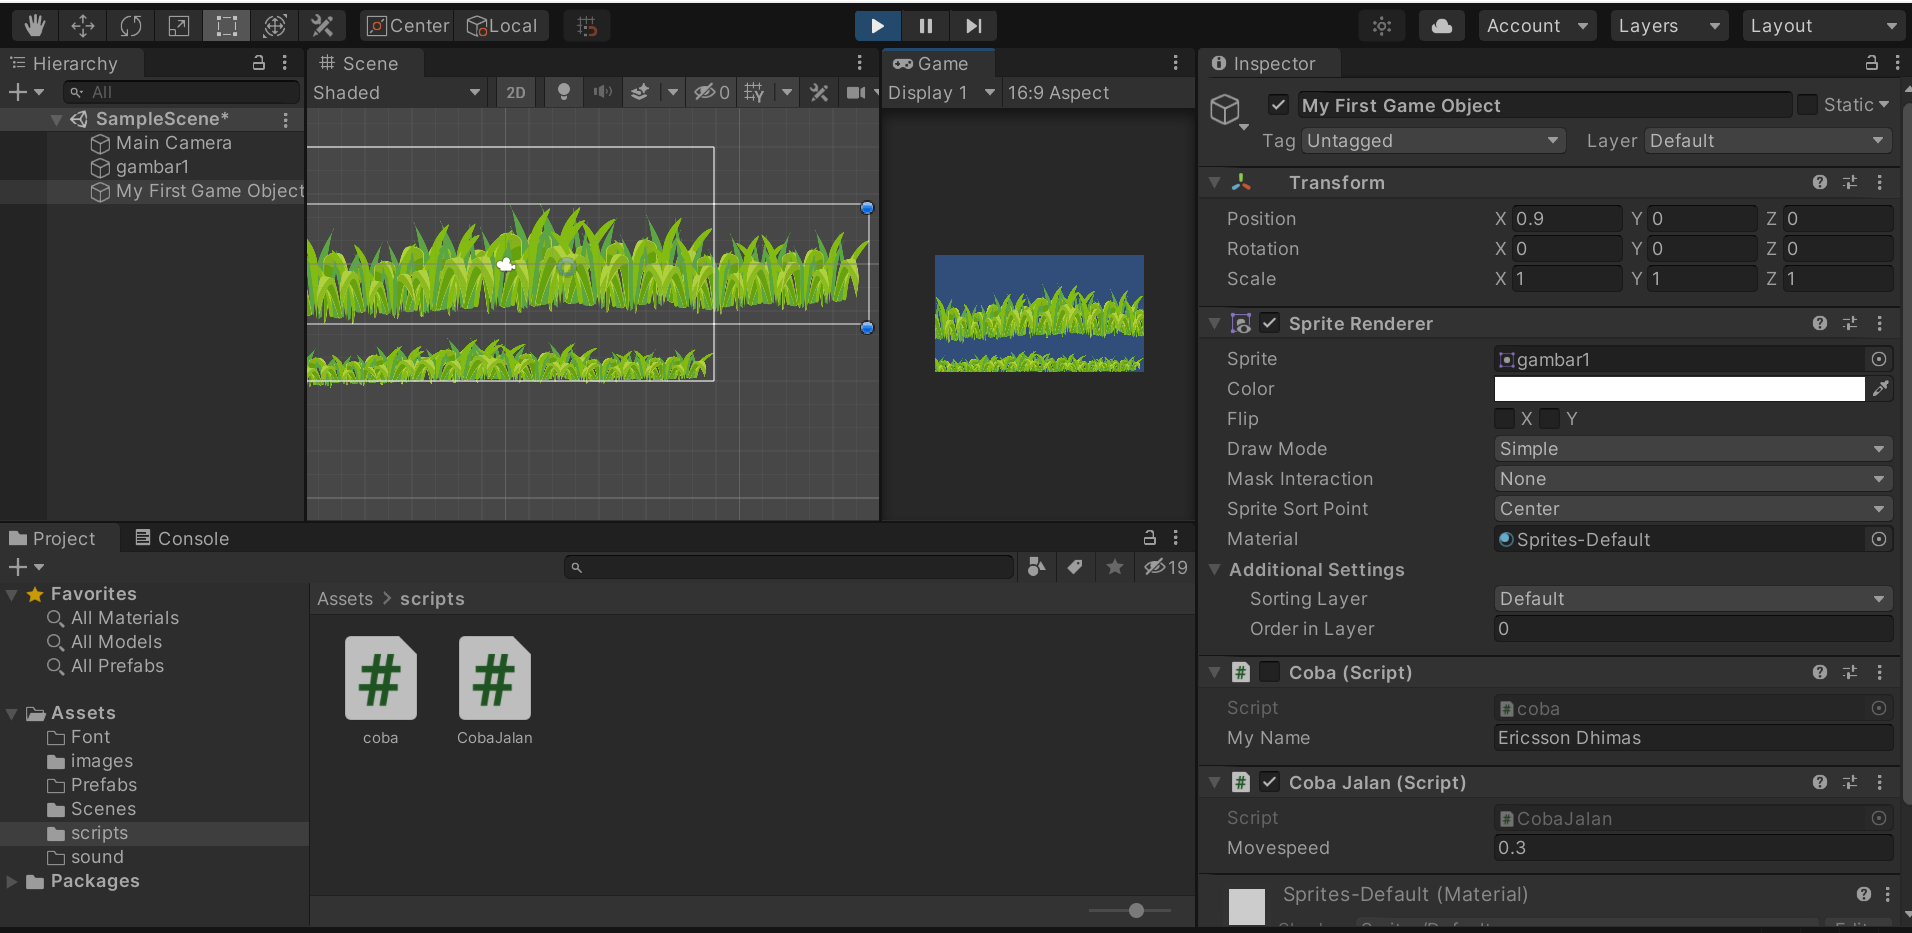 Center Local Account Layers Layout
Hierarchy
All
SampleScene*
Main Camera
gambar1
My First Game Object
Scene
Shaded 2D 0
Game
Display 1 16:9 Aspect
Inspector
My First Game Object Static
Tag Untagged Layer Default
Transform
Position X 0.9 Y 0 Z 0
Rotation X 0 Y 0 Z 0
Scale X 1 Y 1 Z 1
Sprite Renderer
Sprite gambar1
Color
Flip X Y
Draw Mode Simple
Mask Interaction None
Sprite Sort Point Center
Material Sprites-Default
Additional Settings
Sorting Layer Default
Order in Layer 0
# Coba (Script)
Script # coba
My Name Ericsson Dhimas
# Coba Jalan (Script)
Script # CobaJalan
Movespeed 0.3
Sprites-Default (Material)
Project Console
19
Favorites
All Materials
All Models
All Prefabs
Assets
Font
images
Prefabs
Scenes
scripts
sound
Packages
Assets > scripts
# #
coba CobaJalan